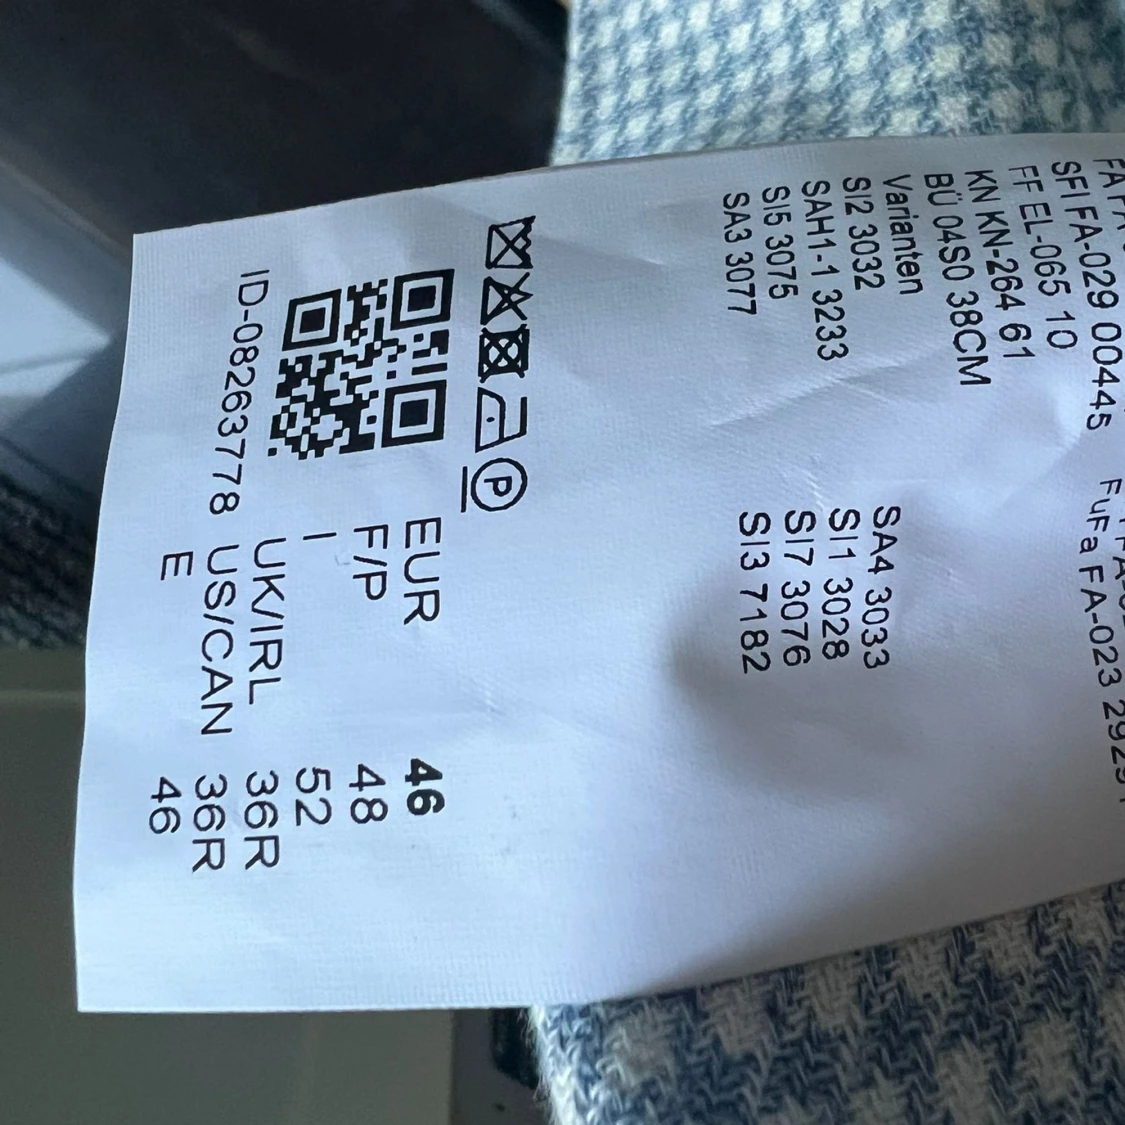 SFI FA-029 00445
FuFa FA-023
FF EL-065 10
KN KN-264 61
BÜ 04S0 38CM
Varianten
SI2 3032 SA4 3033
SAH1-1 3233 SI1 3028
SI5 3075 SI7 3076
SA3 3077 SI3 7182
P
EUR 46
F/P 48
I 52
UK/IRL 36R
ID-08263778 US/CAN 36R
E 46